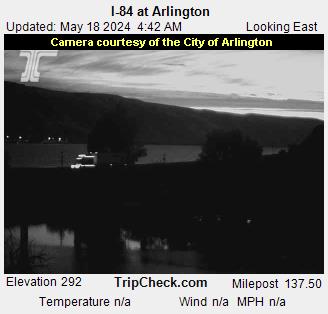 I-84 at Arlington
Updated: May 18 2024 4:42 AM Looking East
Camera courtesy of the City of Arlington
Elevation 292 TripCheck.com Milepost 137.50
Temperature n/a Wind n/a MPH n/a